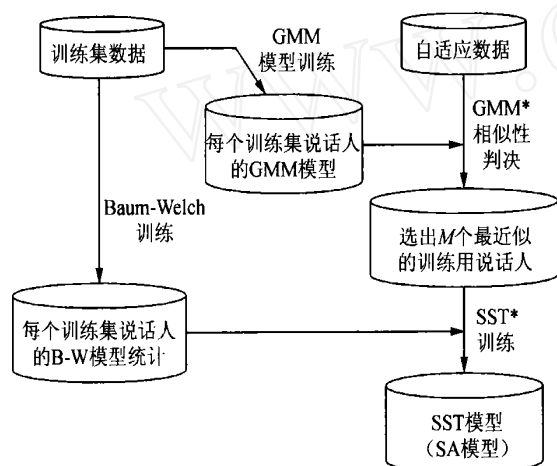 训练集数据
GMM
模型训练
自适应数据
每个训练集说话人
的GMM模型
GMM*
相似性
判决
Baum-Welch
训练
选出M个最近似
的训练用说话人
每个训练集说话人
的B-W模型统计
SST*
训练
SST模型
（SA模型）